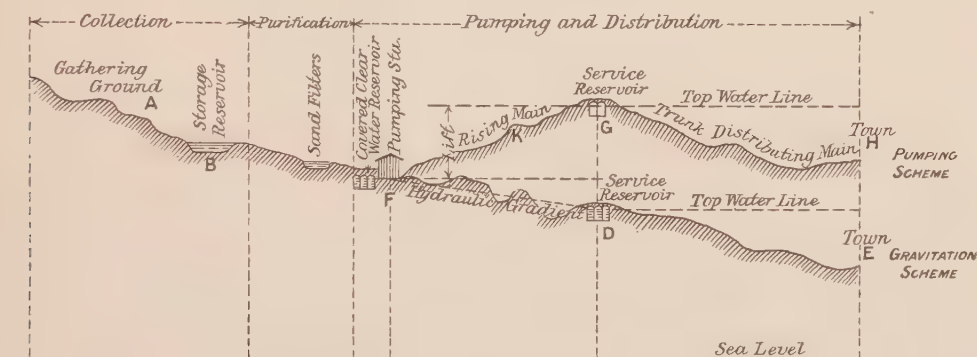 Collection
Purification
Pumping and Distribution
Gathering
Ground
A
Storage
Reservoir
B
Sand Filters
Covered Clear
Water Reservoir
Pumping Sta.
F
Lift
Rising Main
K
Service
Reservoir
G
Top Water Line
Trunk Distributing Main
Town
H
PUMPING
SCHEME
Hydraulic Gradient
Service
Reservoir
D
Top Water Line
Town
E
GRAVITATION
SCHEME
Sea Level